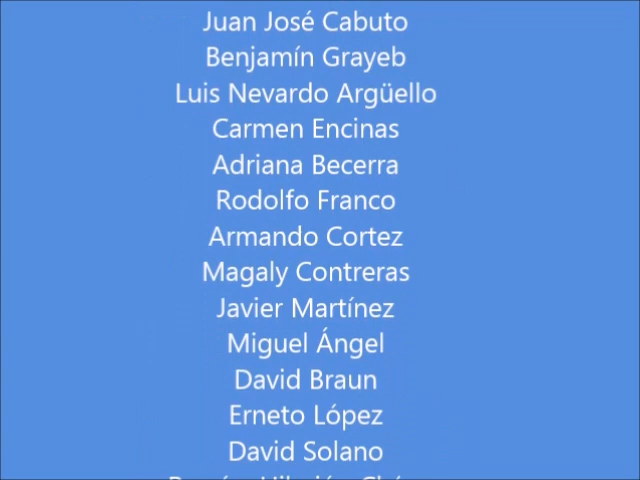 Juan José Cabuto
Benjamín Grayeb
Luis Nevardo Argüello
Carmen Encinas
Adriana Becerra
Rodolfo Franco
Armando Cortez
Magaly Contreras
Javier Martínez
Miguel Ángel
David Braun
Erneto López
David Solano